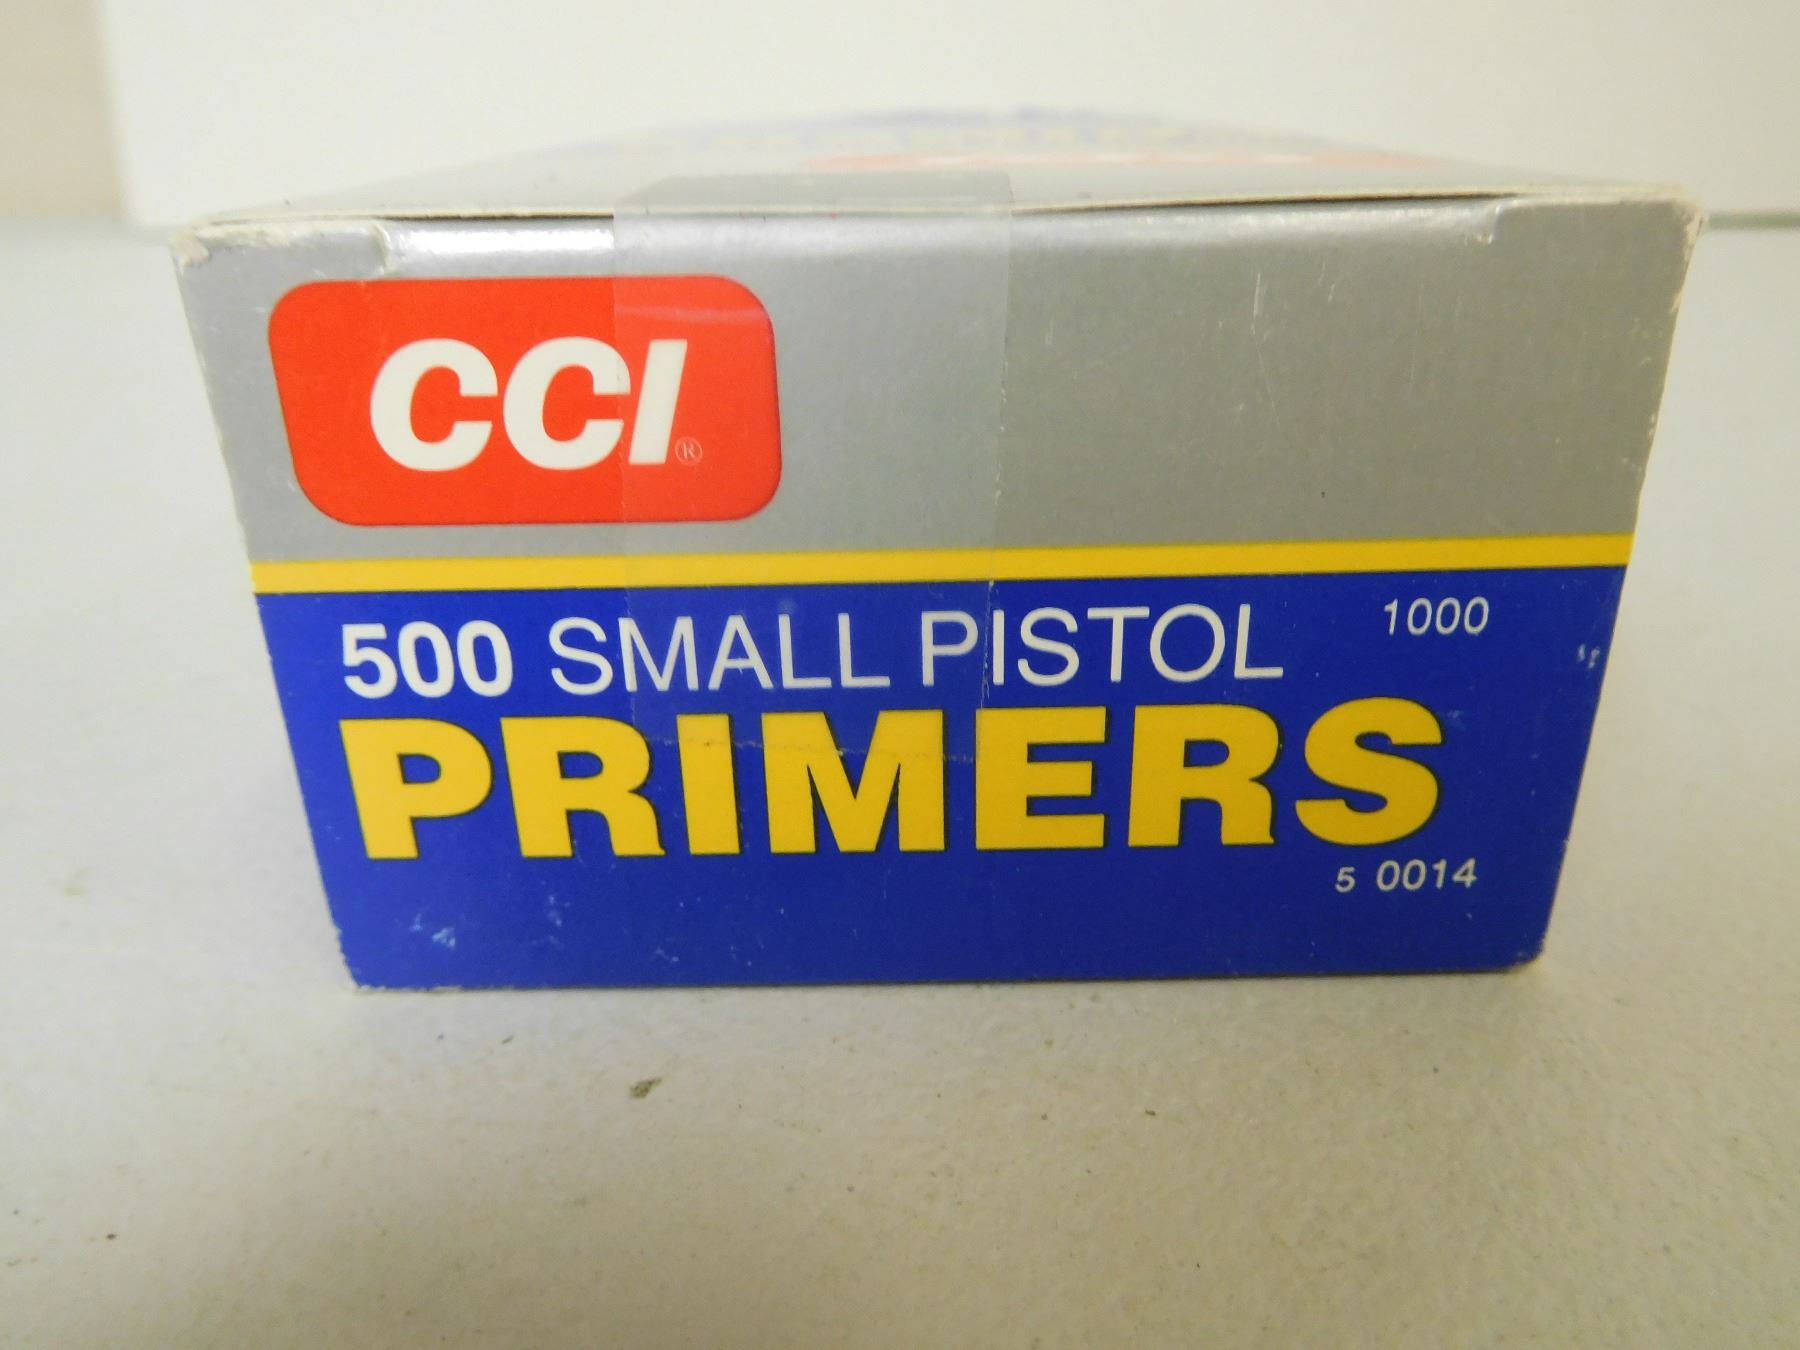 CCI®
500 SMALL PISTOL 1000
PRIMERS
5 0014